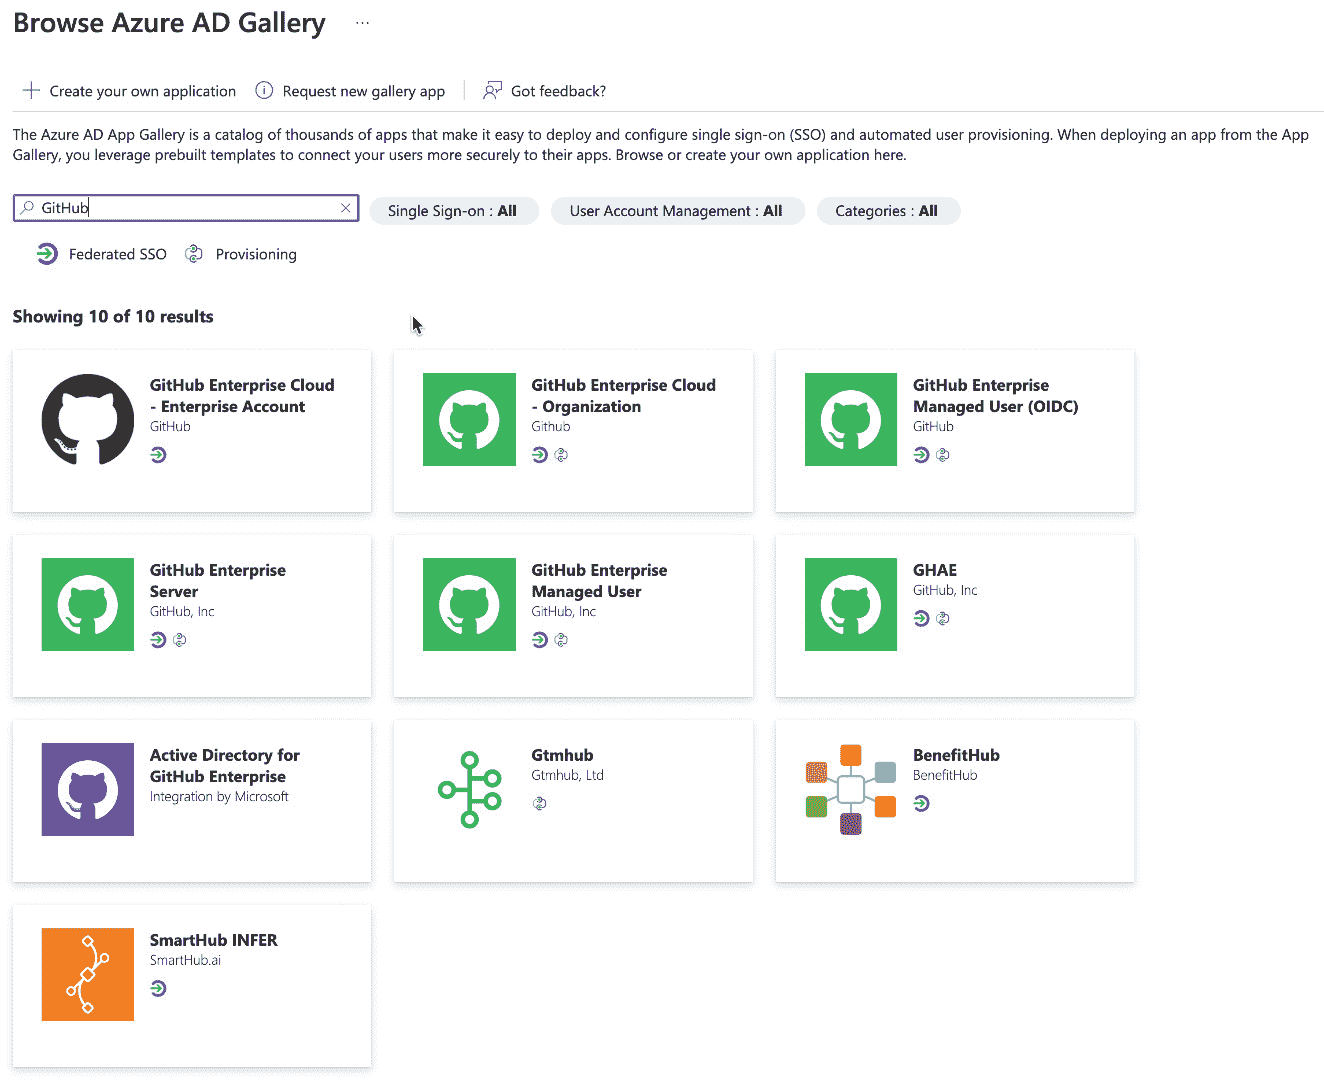 Browse Azure AD Gallery ...
Create your own application Request new gallery app Got feedback?
The Azure AD App Gallery is a catalog of thousands of apps that make it easy to deploy and configure single sign-on (SSO) and automated user provisioning. When deploying an app from the App
Gallery, you leverage prebuilt templates to connect your users more securely to their apps. Browse or create your own application here.
GitHub Single Sign-on : All User Account Management : All Categories : All
Federated SSO Provisioning
Showing 10 of 10 results
GitHub Enterprise Cloud
- Enterprise Account
GitHub
GitHub Enterprise Cloud
- Organization
Github
GitHub Enterprise
Managed User (OIDC)
GitHub
GitHub Enterprise
Server
GitHub, Inc
GitHub Enterprise
Managed User
GitHub, Inc
GHAE
GitHub, Inc
Active Directory for
GitHub Enterprise
Integration by Microsoft
Gtmhub
Gtmhub, Ltd
BenefitHub
BenefitHub
SmartHub INFER
SmartHub.ai